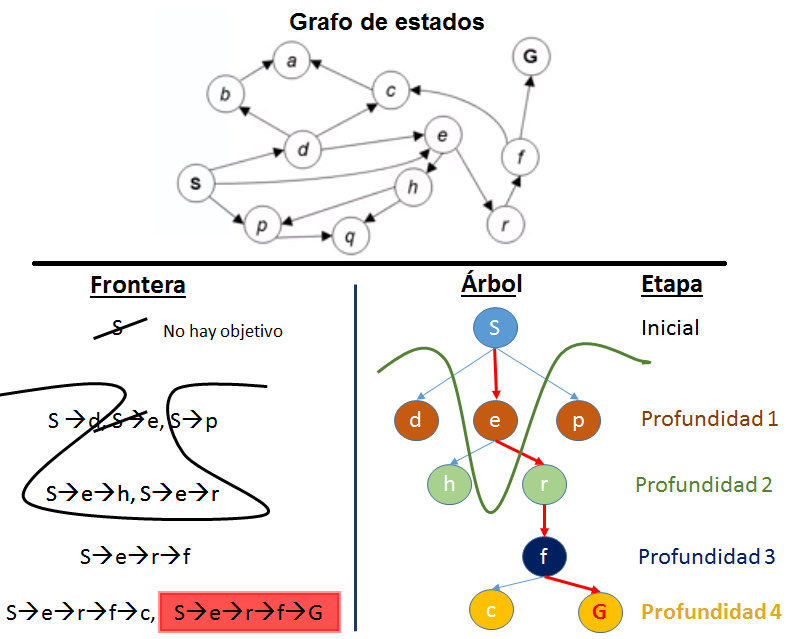 Grafo de estados
G
a
c
b
e
d
f
S
h
p
q
r
Frontera
Árbol
Etapa
S
No hay objetivo
S
Inicial
S→d, S→e, S→p
d
e
p
Profundidad 1
S→e→h, S→e→r
h
r
Profundidad 2
S→e→r→f
f
Profundidad 3
S→e→r→f→c, S→e→r→f→G
c
G
Profundidad 4